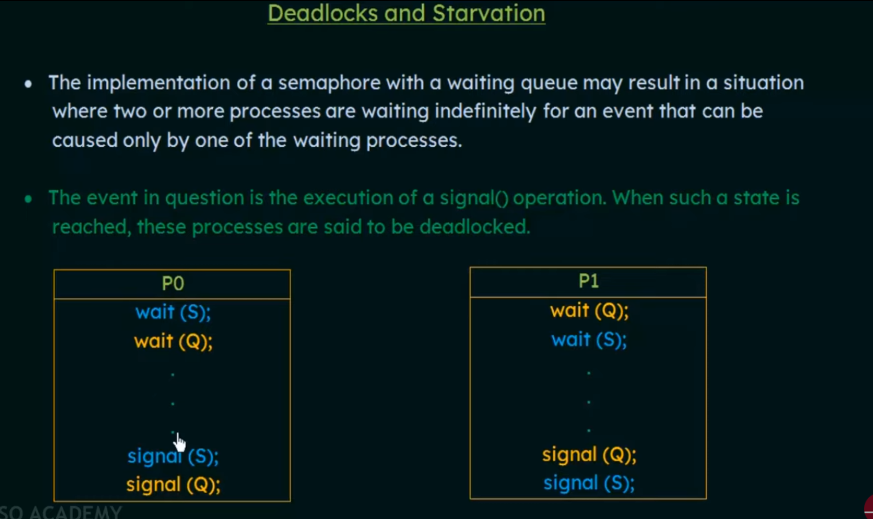 Deadlocks and Starvation
• The implementation of a semaphore with a waiting queue may result in a situation
where two or more processes are waiting indefinitely for an event that can be
caused only by one of the waiting processes.
• The event in question is the execution of a signal() operation. When such a state is
reached, these processes are said to be deadlocked.
P0
wait (S);
wait (Q);
.
.
.
signal (S);
signal (Q);
P1
wait (Q);
wait (S);
.
.
.
signal (Q);
signal (S);
SO ACADEMY